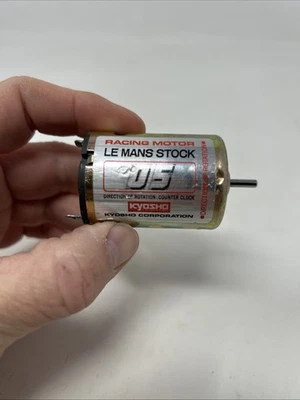 RACING MOTOR
LE MANS STOCK
05
DIRECTION OF ROTATION : COUNTER CLOCK
KYOSHO
KYOSHO CORPORATION